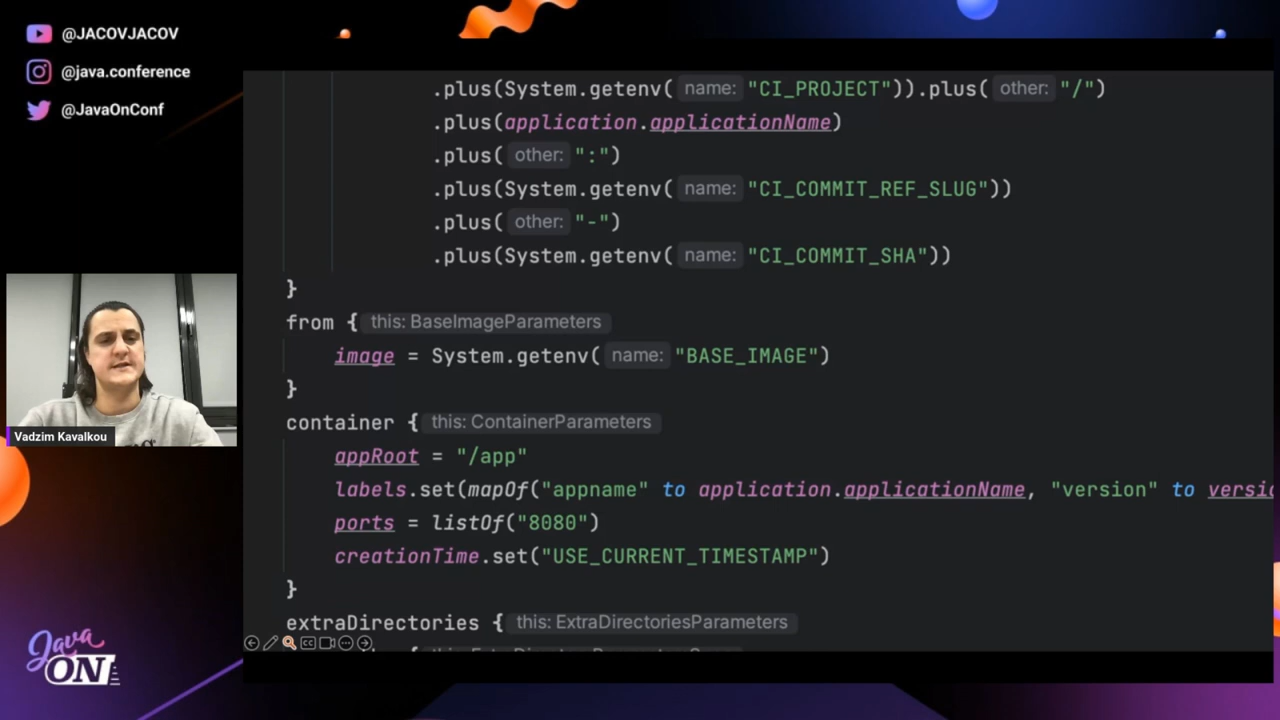 @JACOVJACOV
@java.conference
@JavaOnConf
.plus(System.getenv( name: "CI_PROJECT")).plus( other: "/")
.plus(application.applicationName)
.plus( other: ":")
.plus(System.getenv( name: "CI_COMMIT_REF_SLUG"))
.plus( other: "-")
.plus(System.getenv( name: "CI_COMMIT_SHA"))
}
from { this: BaseImageParameters
image = System.getenv( name: "BASE_IMAGE")
}
container { this: ContainerParameters
appRoot = "/app"
labels.set(mapOf("appname" to application.applicationName, "version" to versio
ports = listOf("8080")
creationTime.set("USE_CURRENT_TIMESTAMP")
}
extraDirectories { this: ExtraDirectoriesParameters
Vadzim Kavalkou
Java
ON